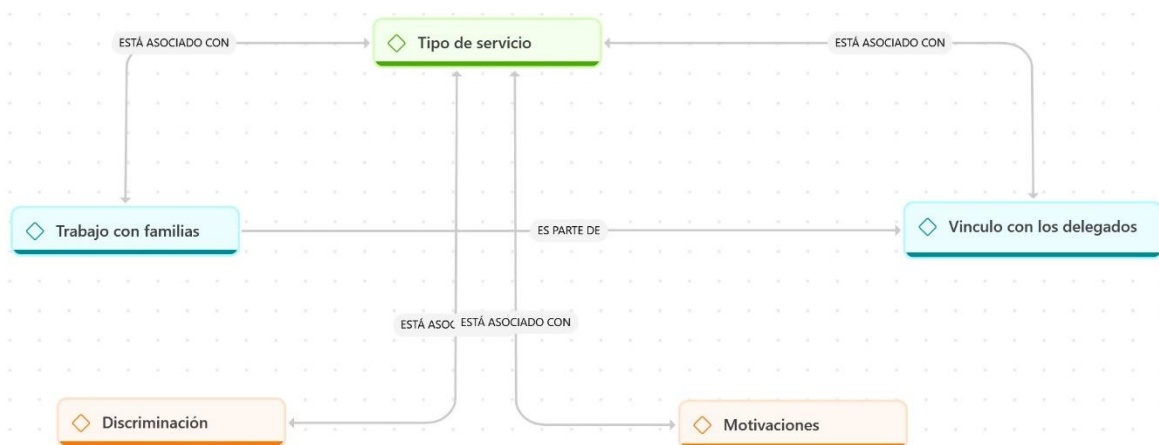 ESTÁ ASOCIADO CON
Tipo de servicio
ESTÁ ASOCIADO CON
Trabajo con familias
ES PARTE DE
Vinculo con los delegados
ESTÁ ASOC
ESTÁ ASOCIADO CON
Discriminación
Motivaciones